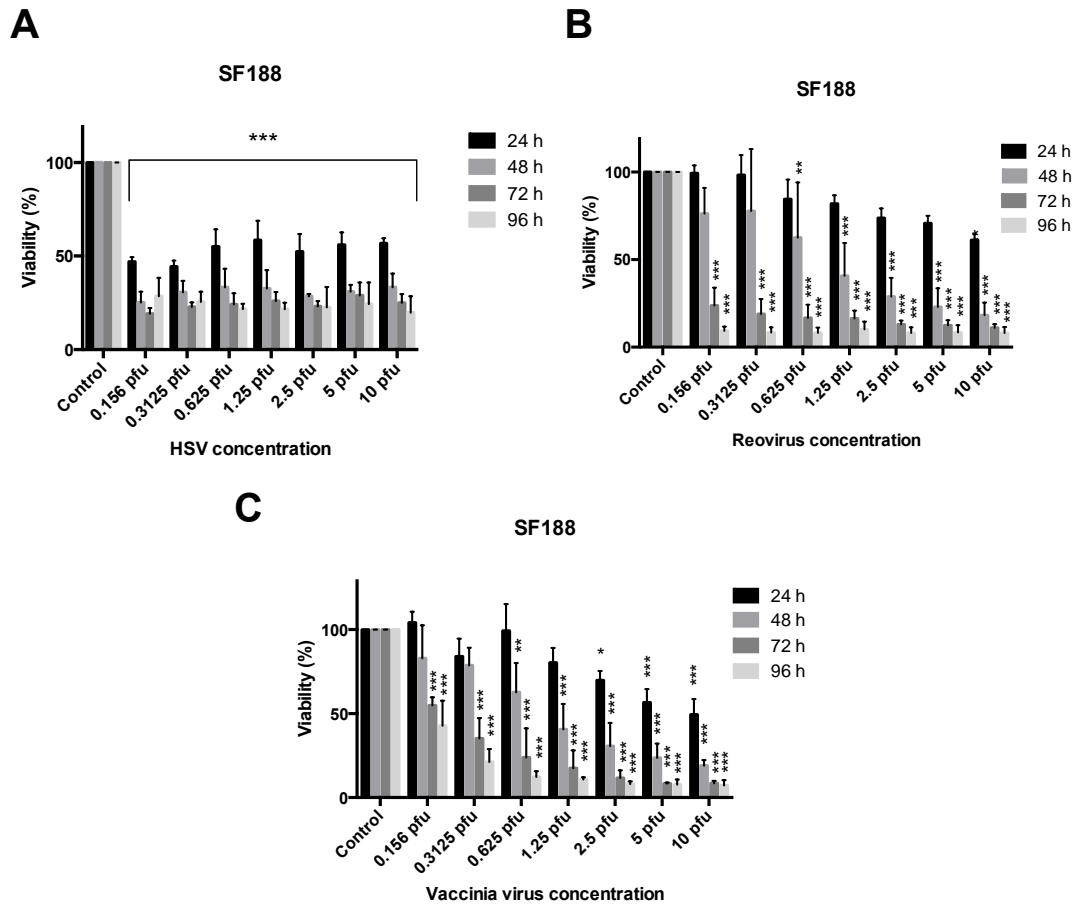 A
SF188
***
100
50
0
Viability (%)
24 h
48 h
72 h
96 h
Control
0.156 pfu
0.3125 pfu
0.625 pfu
1.25 pfu
2.5 pfu
5 pfu
10 pfu
HSV concentration
B
SF188
100
50
0
Viability (%)
24 h
48 h
72 h
96 h
***
***
***
***
**
***
***
***
***
***
***
***
***
***
***
***
*
***
***
***
Control
0.156 pfu
0.3125 pfu
0.625 pfu
1.25 pfu
2.5 pfu
5 pfu
10 pfu
Reovirus concentration
C
SF188
100
50
0
Viability (%)
24 h
48 h
72 h
96 h
***
***
***
***
**
***
***
***
***
***
*
***
***
***
***
***
***
***
***
***
***
***
Control
0.156 pfu
0.3125 pfu
0.625 pfu
1.25 pfu
2.5 pfu
5 pfu
10 pfu
Vaccinia virus concentration